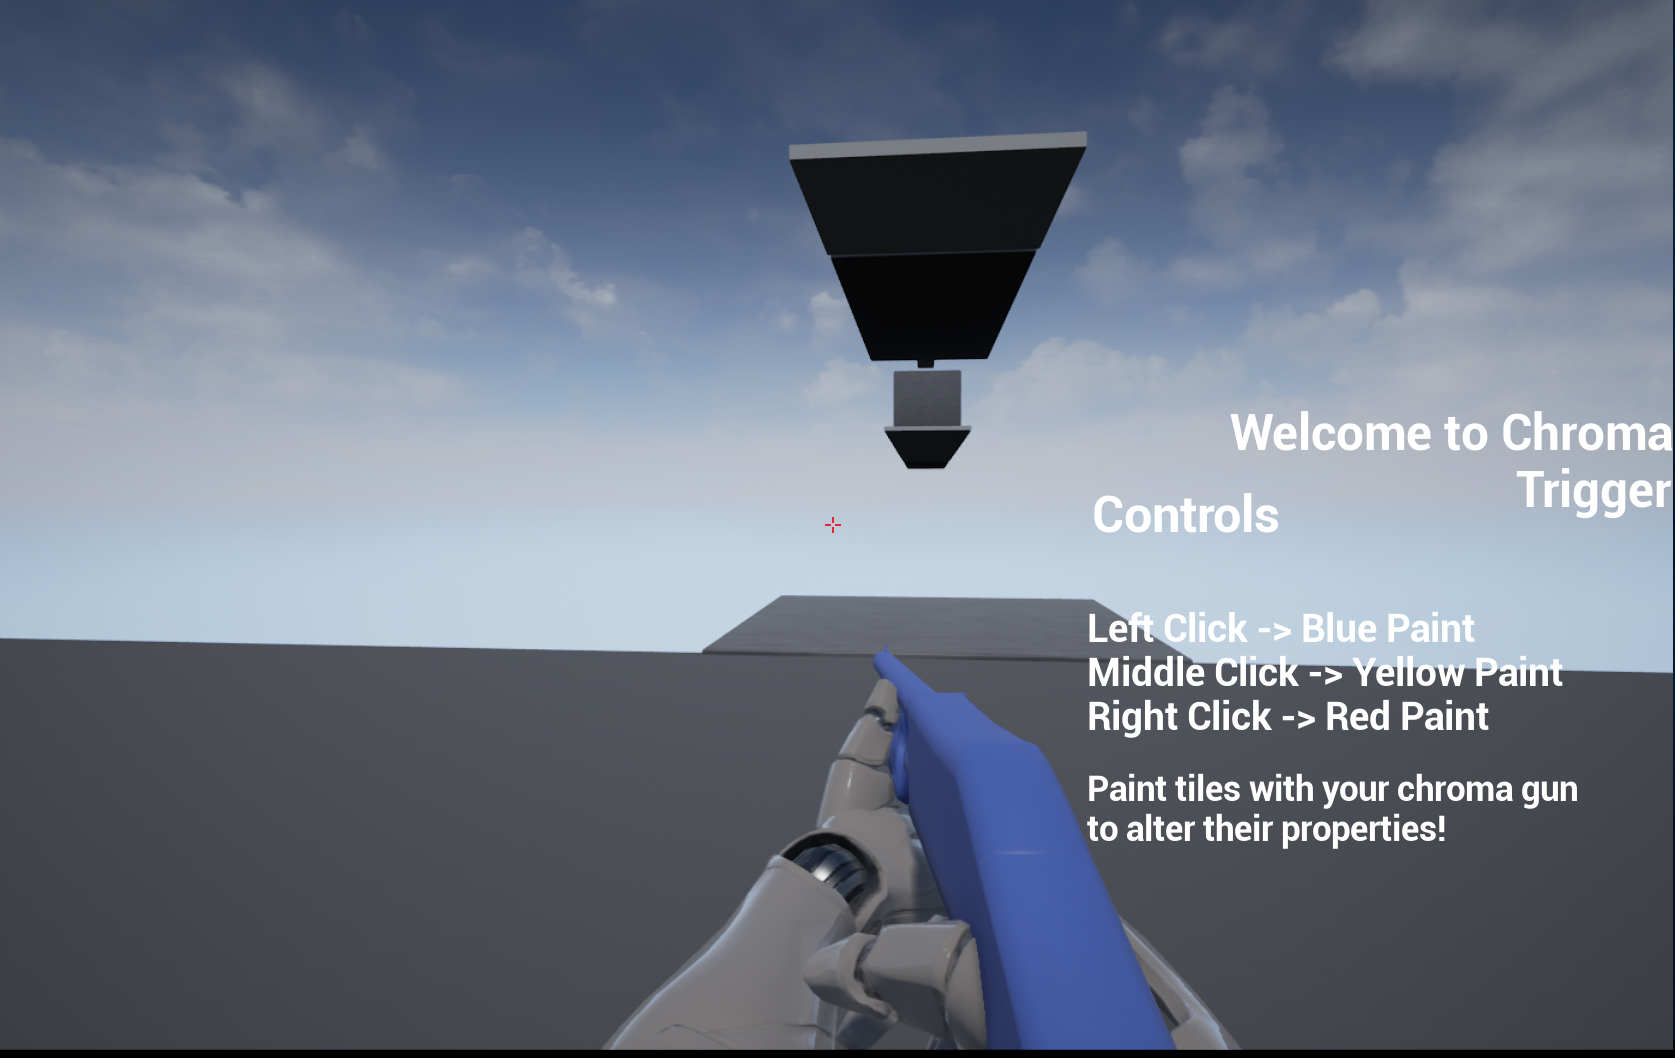 Welcome to Chroma
Trigger
Controls
Left Click -> Blue Paint
Middle Click -> Yellow Paint
Right Click -> Red Paint
Paint tiles with your chroma gun
to alter their properties!